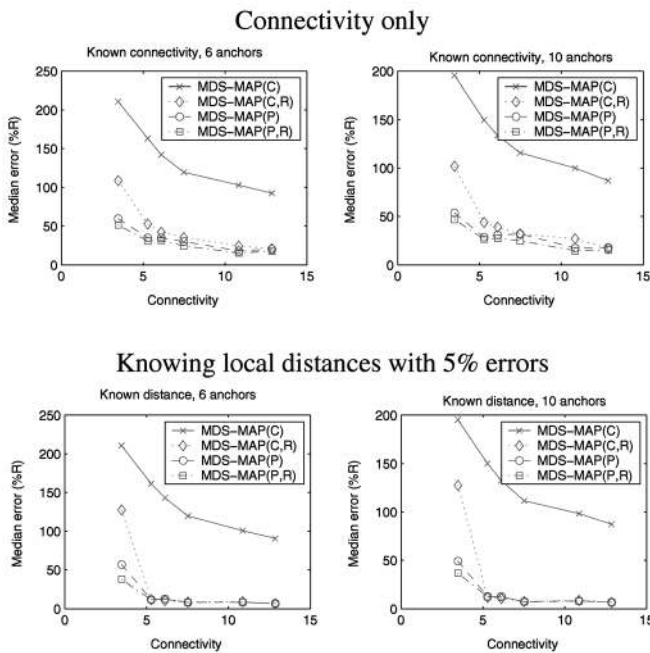 Connectivity only
Known connectivity, 6 anchors
250
200
150
100
50
0
0
5
10
15
Median error (%R)
Connectivity
MDS−MAP(C)
MDS−MAP(C,R)
MDS−MAP(P)
MDS−MAP(P,R)
Known connectivity, 10 anchors
200
150
100
50
0
0
5
10
15
Median error (%R)
Connectivity
MDS−MAP(C)
MDS−MAP(C,R)
MDS−MAP(P)
MDS−MAP(P,R)
Knowing local distances with 5% errors
Known distance, 6 anchors
250
200
150
100
50
0
0
5
10
15
Median error (%R)
Connectivity
MDS−MAP(C)
MDS−MAP(C,R)
MDS−MAP(P)
MDS−MAP(P,R)
Known distance, 10 anchors
200
150
100
50
0
0
5
10
15
Median error (%R)
Connectivity
MDS−MAP(C)
MDS−MAP(C,R)
MDS−MAP(P)
MDS−MAP(P,R)